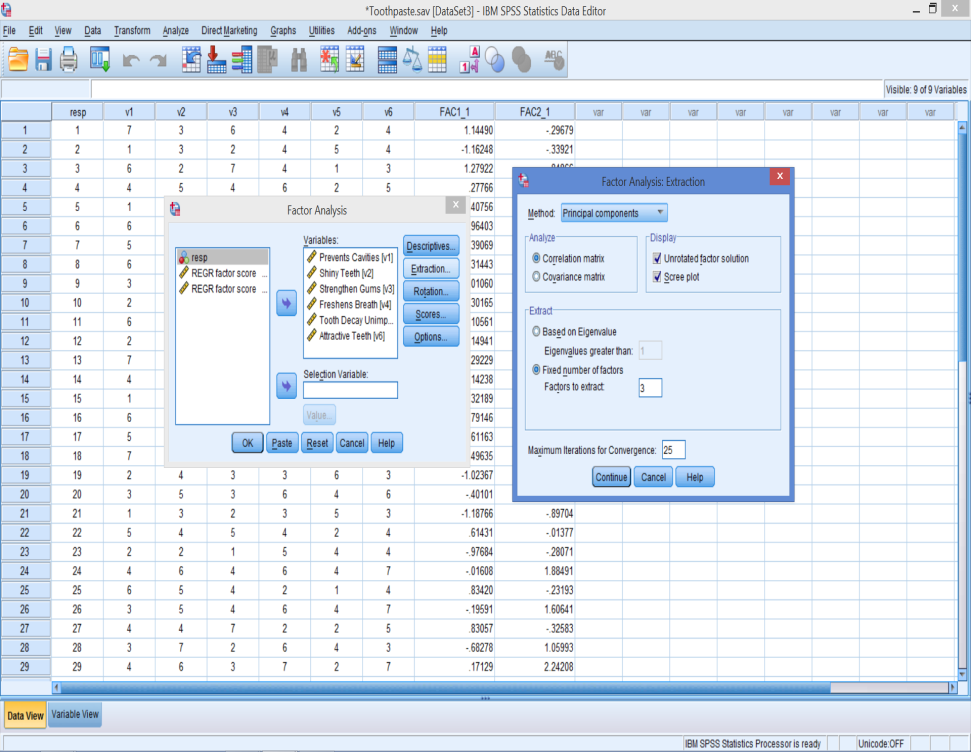 *Toothpaste.sav [DataSet3] - IBM SPSS Statistics Data Editor
File Edit View Data Transform Analyze Direct Marketing Graphs Utilities Add-ons Window Help
Visible: 9 of 9 Variables
resp v1 v2 v3 v4 v5 v6 FAC1_1 FAC2_1 var var var var var var var var
1 1 7 3 6 4 2 4 1.14490 -.29679
2 2 1 3 2 4 5 4 -1.16248 -.33921
3 3 6 2 7 4 1 3 1.27922
4 4 4 5 4 6 2 5 .27766
5 5 1 40756
6 6 6 96403
7 7 5 39069
8 8 6 31443
9 9 3 01060
10 10 2 30165
11 11 6 10561
12 12 2 14941
13 13 7 29229
14 14 4 14238
15 15 1 32189
16 16 6 79146
17 17 5 61163
18 18 7 49635
19 19 2 4 3 3 6 3 -1.02367
20 20 3 5 3 6 4 6 -.40101
21 21 1 3 2 3 5 3 -1.18766 -.89704
22 22 5 4 5 4 2 4 .61431 -.01377
23 23 2 2 1 5 4 4 -.97684 -.28071
24 24 4 6 4 6 4 7 -.01608 1.88491
25 25 6 5 4 2 1 4 .83420 -.23193
26 26 3 5 4 6 4 7 -.19591 1.60641
27 27 4 4 7 2 2 5 .83057 -.32583
28 28 3 7 2 6 4 3 -.68278 1.05993
29 29 4 6 3 7 2 7 .17129 2.24208
Factor Analysis
resp
REGR factor score ...
REGR factor score ...
Variables:
Prevents Cavities [v1]
Shiny Teeth [v2]
Strengthen Gums [v3]
Freshens Breath [v4]
Tooth Decay Unimp...
Attractive Teeth [v6]
Descriptives...
Extraction...
Rotation...
Scores...
Options...
Selection Variable:
Value...
OK Paste Reset Cancel Help
Factor Analysis: Extraction
Method: Principal components
Analyze
Correlation matrix
Covariance matrix
Display
Unrotated factor solution
Scree plot
Extract
Based on Eigenvalue
Eigenvalues greater than: 1
Fixed number of factors
Factors to extract: 3
Maximum Iterations for Convergence: 25
Continue Cancel Help
Data View Variable View
IBM SPSS Statistics Processor is ready Unicode:OFF